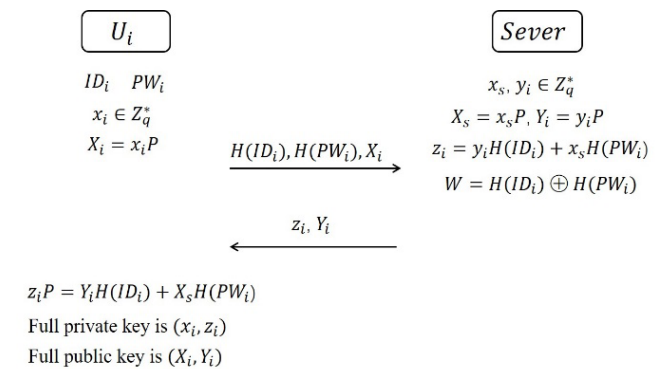 U_i
Sever
ID_i PW_i
x_i ∈ Z_q^*
X_i = x_iP
x_s, y_i ∈ Z_q^*
X_s = x_sP, Y_i = y_iP
z_i = y_iH(ID_i) + x_sH(PW_i)
W = H(ID_i) ⊕ H(PW_i)
H(ID_i), H(PW_i), X_i
z_i, Y_i
z_iP = Y_iH(ID_i) + X_sH(PW_i)
Full private key is (x_i, z_i)
Full public key is (X_i, Y_i)